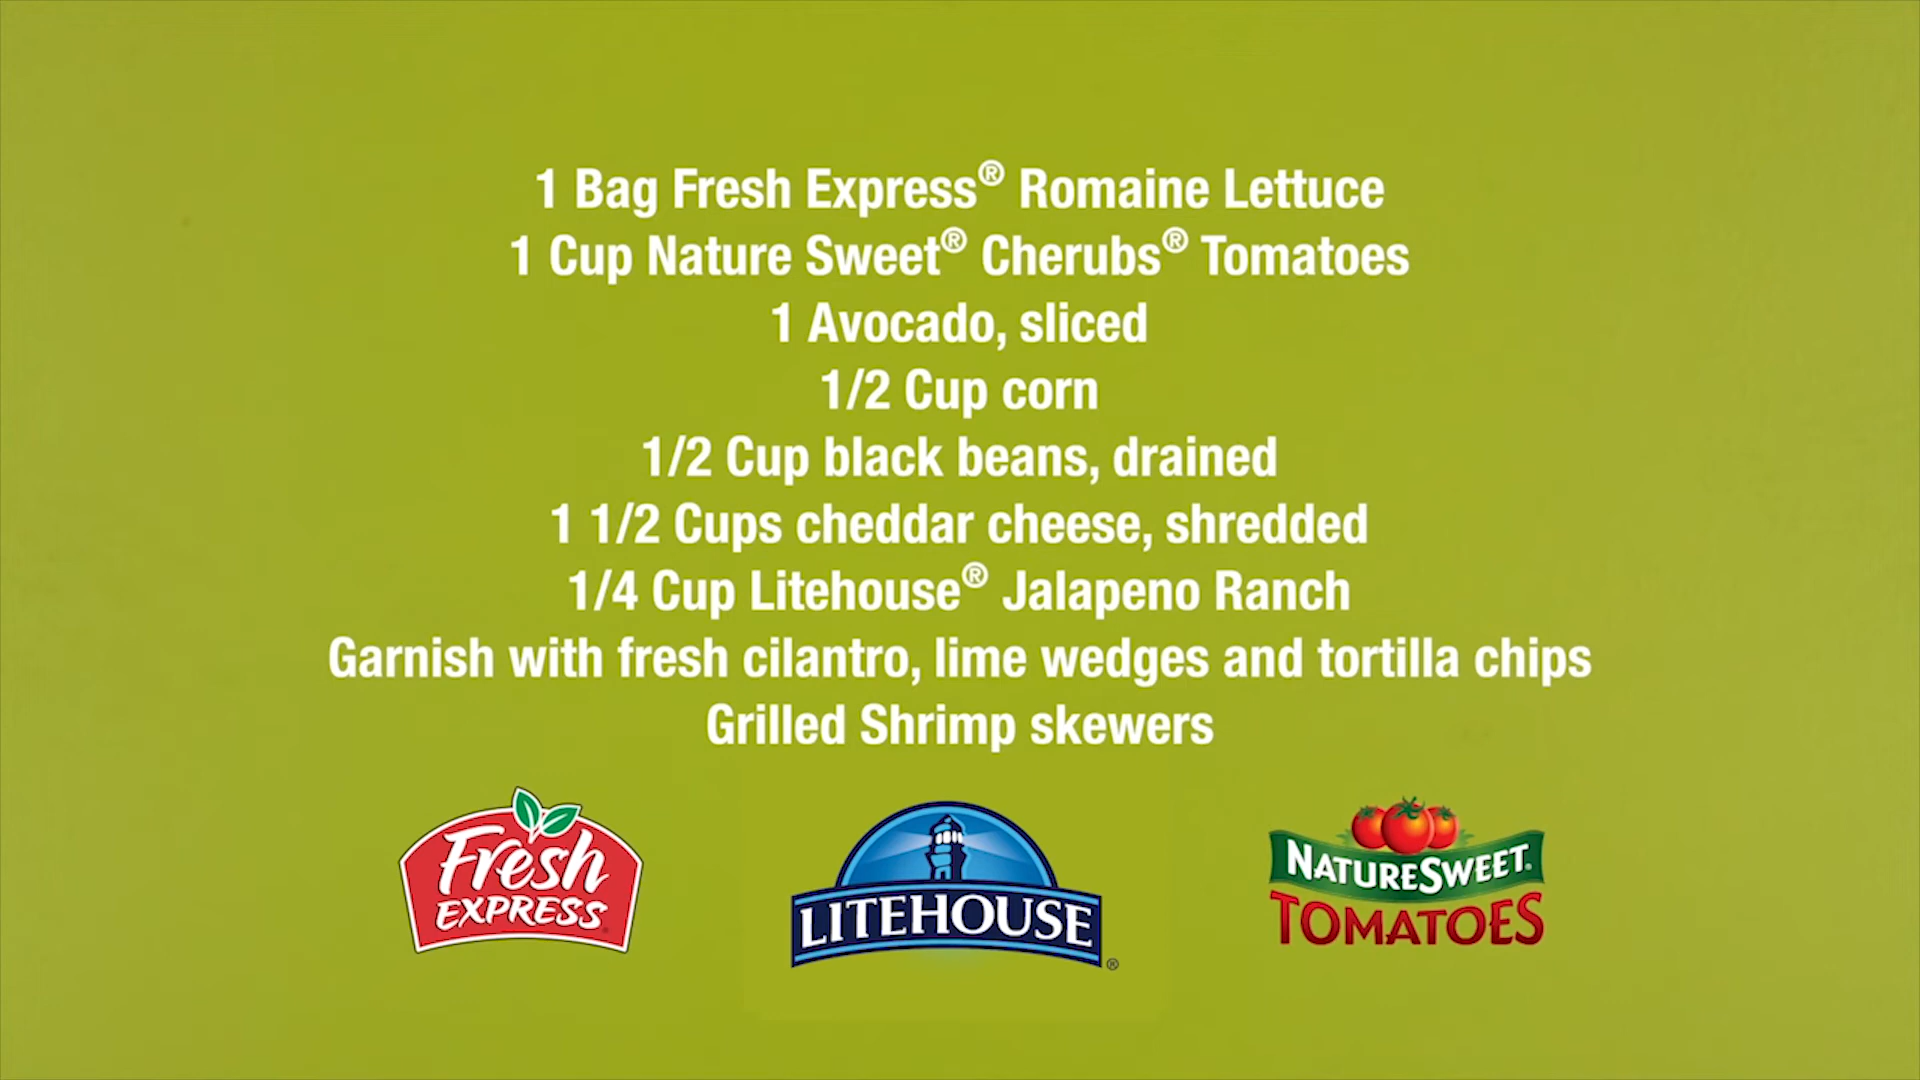 1 Bag Fresh Express® Romaine Lettuce
1 Cup Nature Sweet® Cherubs® Tomatoes
1 Avocado, sliced
1/2 Cup corn
1/2 Cup black beans, drained
1 1/2 Cups cheddar cheese, shredded
1/4 Cup Litehouse® Jalapeno Ranch
Garnish with fresh cilantro, lime wedges and tortilla chips
Grilled Shrimp skewers
Fresh
EXPRESS®
LITEHOUSE®
NATURESWEET®
TOMATOES